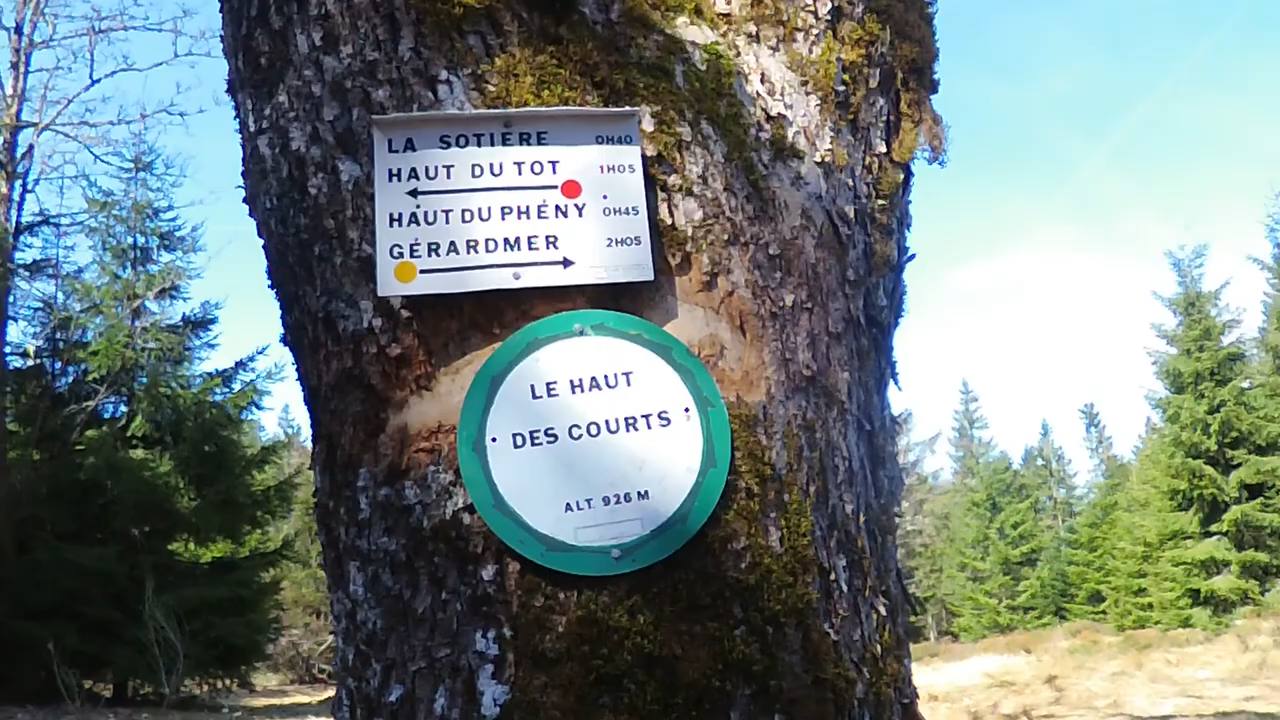 LA SOTIÈRE 0H40
HAUT DU TOT 1H05
HAUT DU PHÉNY 0H45
GÉRARDMER 2H05
LE HAUT
DES COURTS
ALT. 926 M